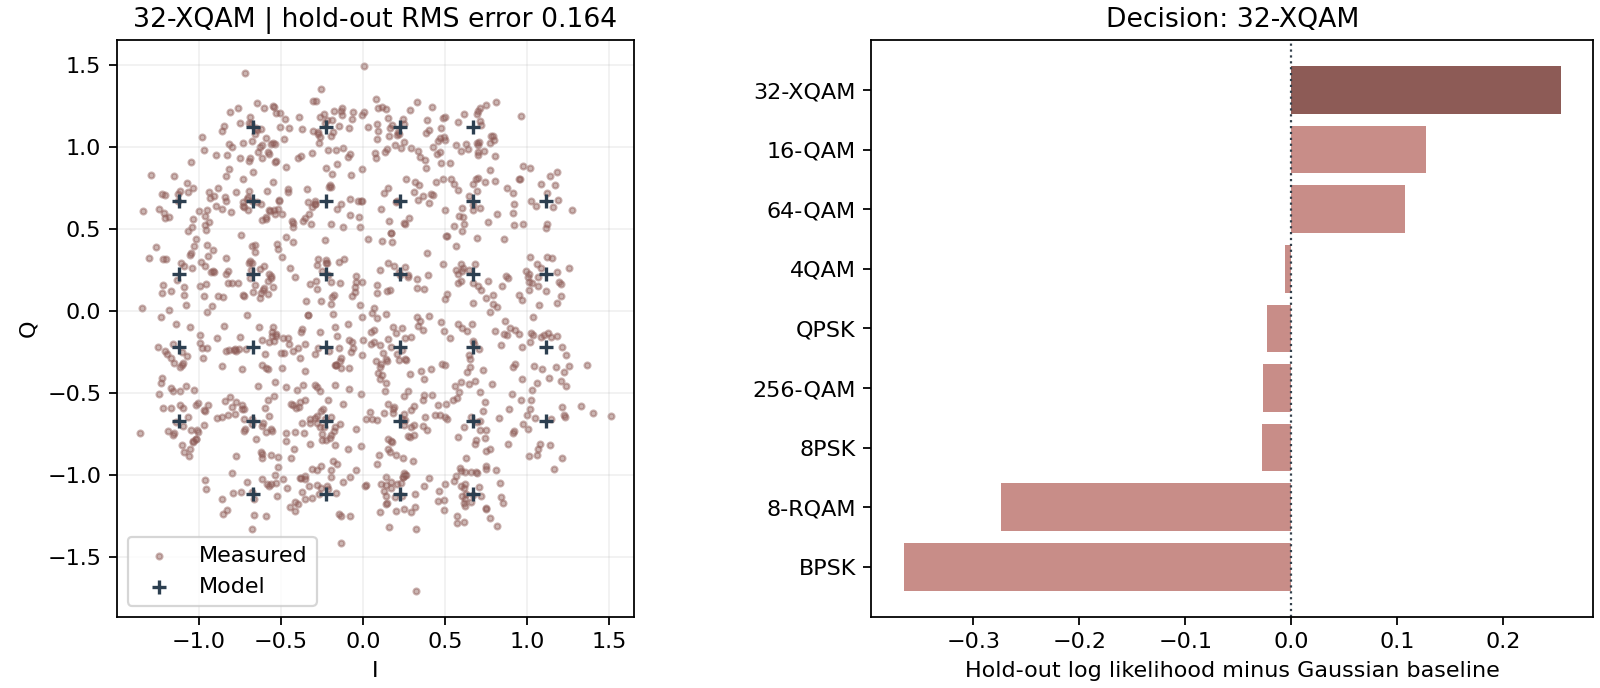 32-XQAM | hold-out RMS error 0.164
1.5
1.0
0.5
0.0
−0.5
−1.0
−1.5
Q
Measured
Model
−1.0
−0.5
0.0
0.5
1.0
1.5
I
Decision: 32-XQAM
32-XQAM
16-QAM
64-QAM
4QAM
QPSK
256-QAM
8PSK
8-RQAM
BPSK
−0.3
−0.2
−0.1
0.0
0.1
0.2
Hold-out log likelihood minus Gaussian baseline